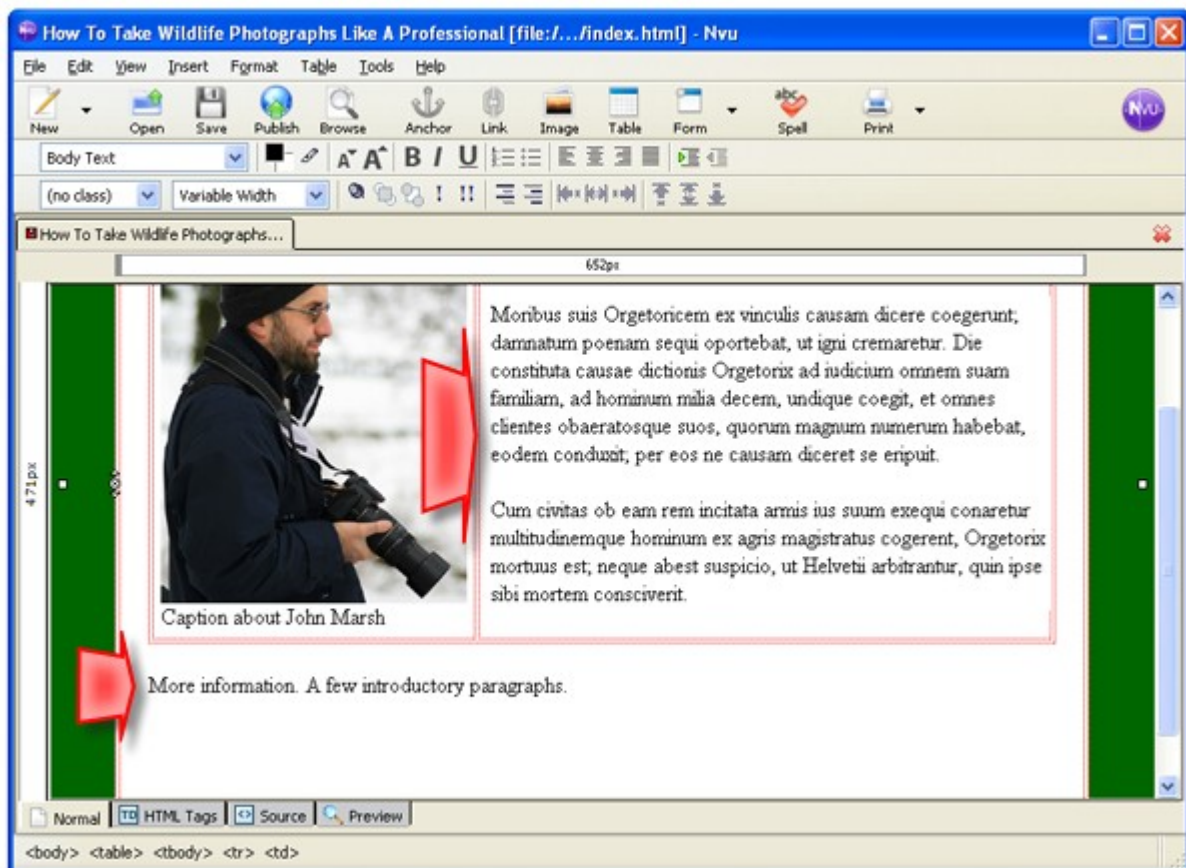 How To Take Wildlife Photographs Like A Professional [file:/.../index.html] - Nvu
File Edit View Insert Format Table Tools Help
New Open Save Publish Browse Anchor Link Image Table Form Spell Print
Nvu
Body Text
B I U
(no class) Variable Width
! !!
How To Take Wildlife Photographs...
652px
471px
Moribus suis Orgetoricem ex vinculis causam dicere coegerunt;
damnatum poenam sequi oportebat, ut igni cremaretur. Die
constituta causae dictionis Orgetorix ad iudicium omnem suam
familiam, ad hominum milia decem, undique coegit, et omnes
clientes obaeratosque suos, quorum magnum numerum habebat,
eodem conduxit; per eos ne causam diceret se eripuit.
Cum civitas ob eam rem incitata armis ius suum exequi conaretur
multitudinemque hominum ex agris magistratus cogerent, Orgetorix
mortuus est; neque abest suspicio, ut Helvetii arbitrantur, quin ipse
sibi mortem consciverit.
Caption about John Marsh
More information. A few introductory paragraphs.
Normal TD HTML Tags Source Preview
<body> <table> <tbody> <tr> <td>